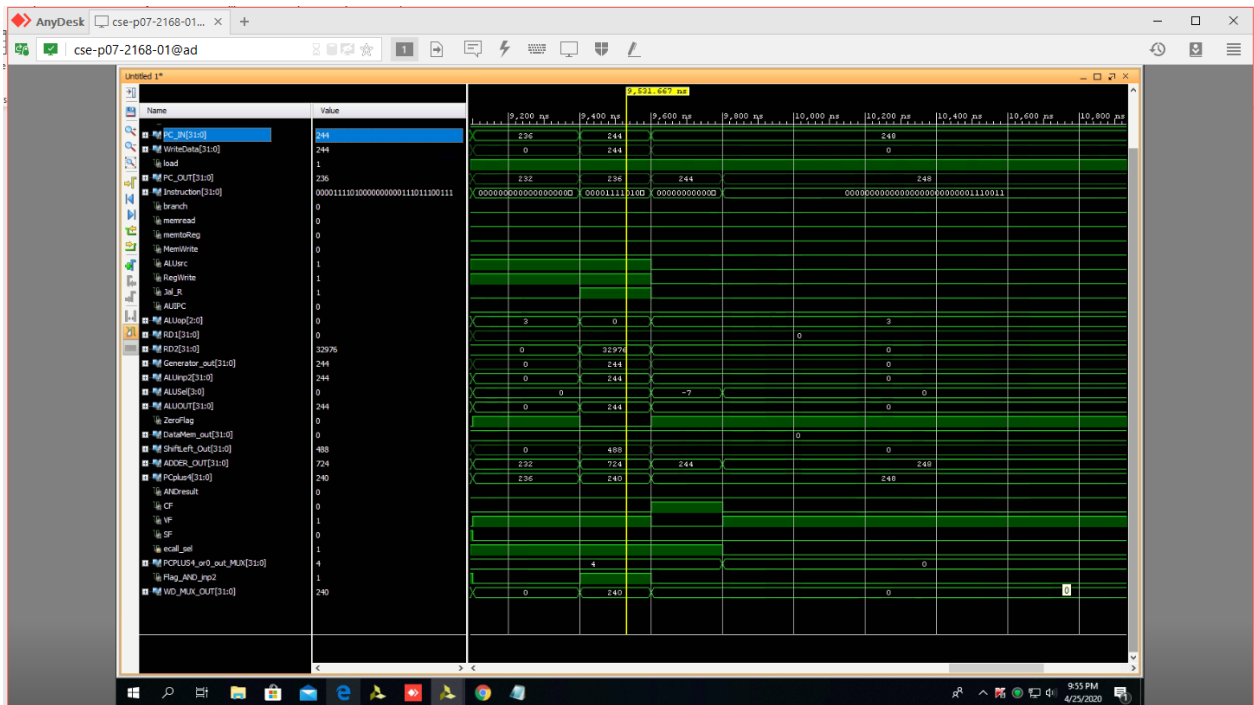 AnyDesk cse-p07-2168-01... × +
cse-p07-2168-01@ad 1
Untitled 1*
9,531.667 ns
Name Value 9,200 ns 9,400 ns 9,600 ns 9,800 ns 10,000 ns 10,200 ns 10,400 ns 10,600 ns 10,800 ns
PC_IN[31:0] 244 236 244 248
WriteData[31:0] 244 0 244 0
load 1
PC_OUT[31:0] 236 232 236 244 248
Instruction[31:0] 00001111010000000000111011100111 00000000000000000000000001110011
branch 0
memread 0
memtoReg 0
MemWrite 0
ALUsrc 1
RegWrite 1
Jal_R 1
AUIPC 0
ALUop[2:0] 0 3 0 3
RD1[31:0] 0 0
RD2[31:0] 32976 0 32976 0
Generator_out[31:0] 244 0 244 0
ALUinp2[31:0] 244 0 244 0
ALUSel[3:0] 0 0 -7 0
ALUOUT[31:0] 244 0 244 0
ZeroFlag 0
DataMem_out[31:0] 0 0
ShiftLeft_Out[31:0] 488 0 488 0
ADDER_OUT[31:0] 724 232 724 244 248
PCplus4[31:0] 240 236 240 248
ANDresult 0
CF 0
VF 1
SF 0
ecall_sel 1
PCPLUS4_or0_out_MUX[31:0] 4 4 0
Flag_AND_inp2 1
WD_MUX_OUT[31:0] 240 0 240 0 0
9:55 PM
4/25/2020